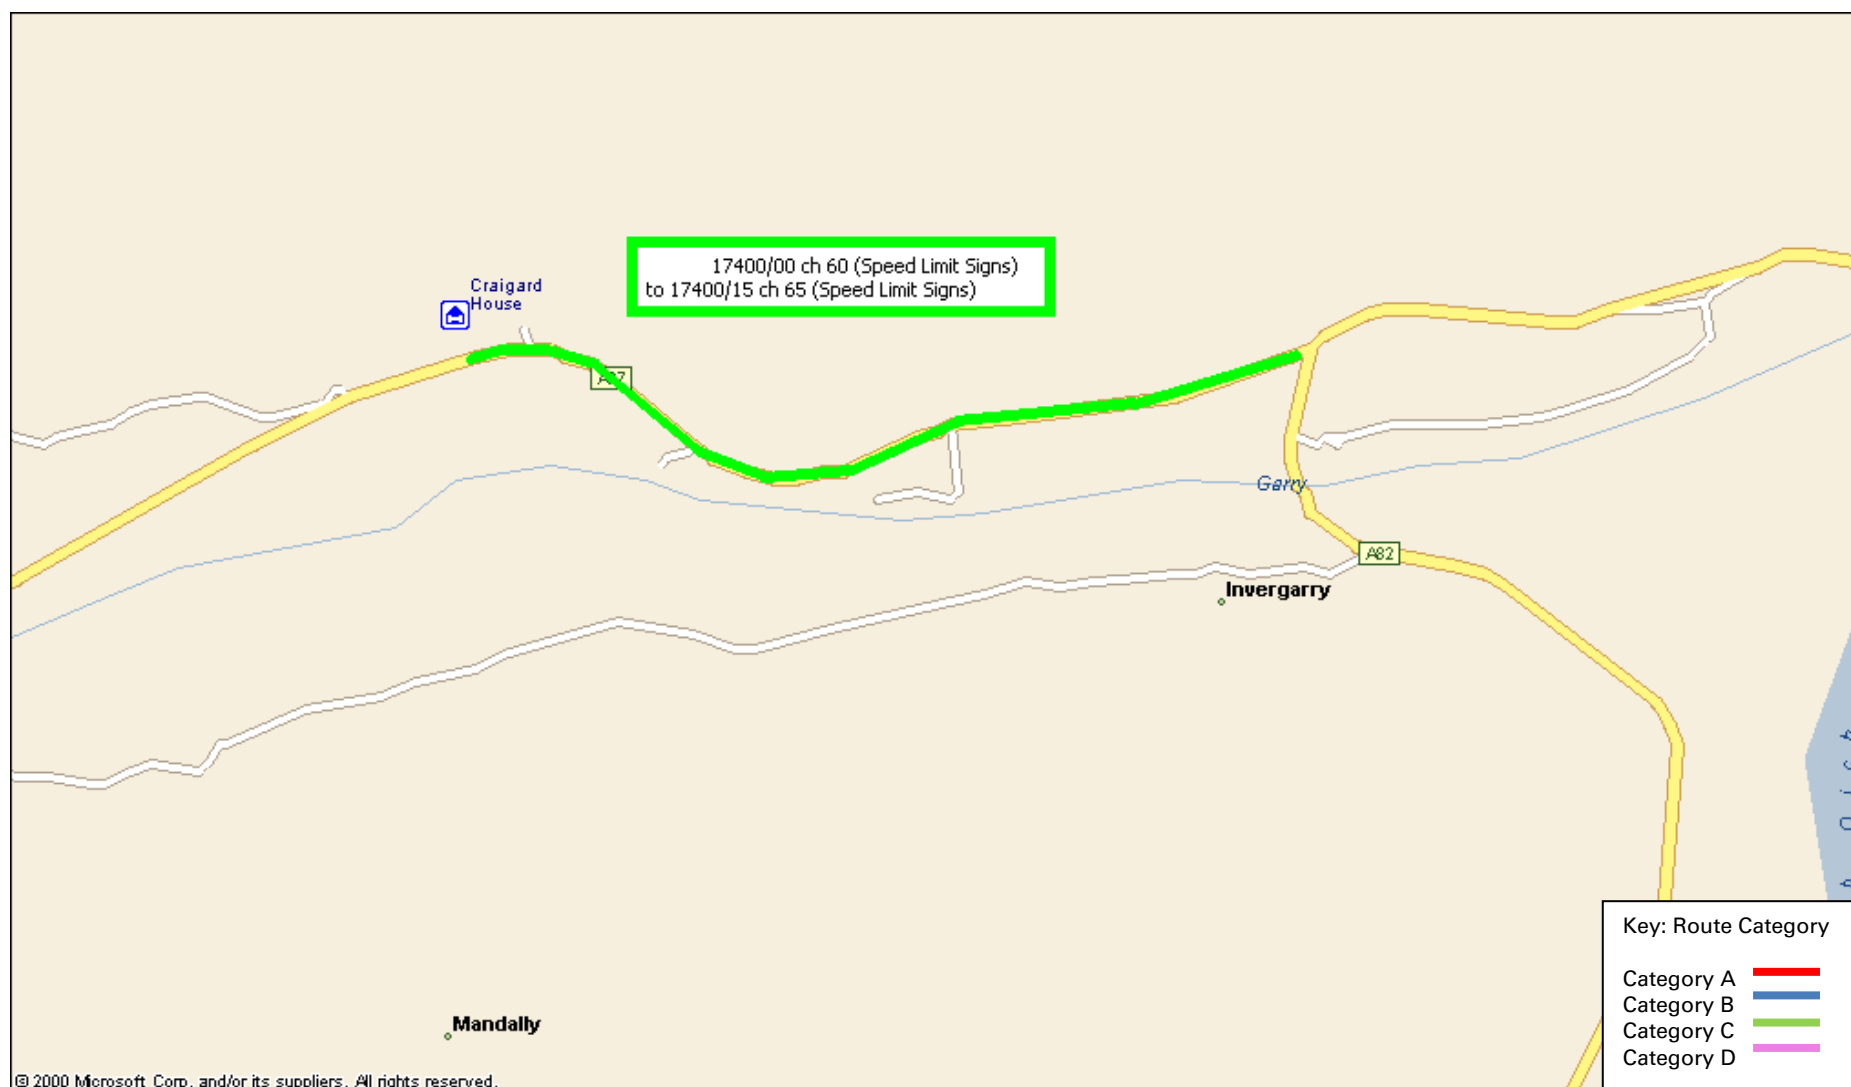 17400/00 ch 60 (Speed Limit Signs)
to 17400/15 ch 65 (Speed Limit Signs)
Craigard
House
Garry
A82
Invergarry
Mandally
Key: Route Category
Category A
Category B
Category C
Category D
© 2000 Microsoft Corp. and/or its suppliers. All rights reserved.